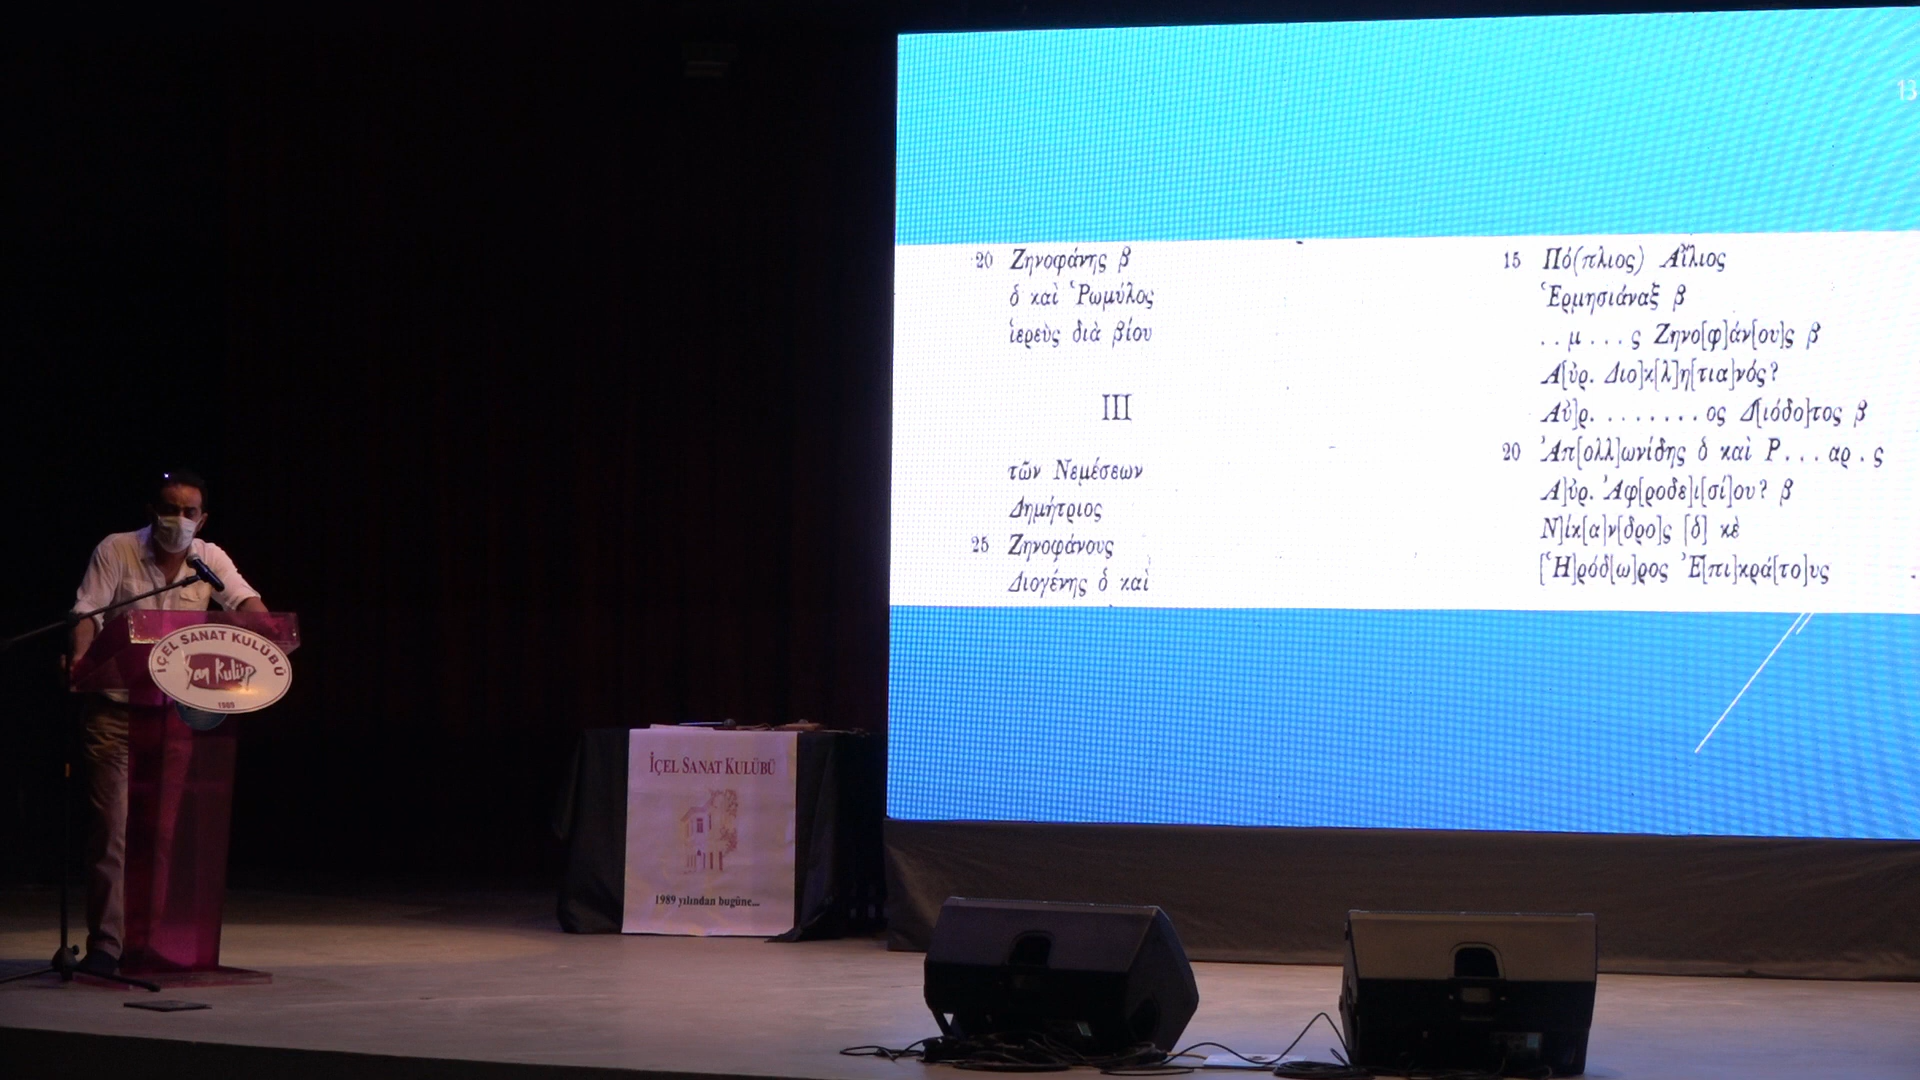 13
20 Ζηνοφάνης β
ὁ καὶ Ῥωμύλος
ἱερεὺς διὰ βίου
III
τῶν Νεμέσεων
Δημήτριος
25 Ζηνοφάνους
Διογένης ὁ καὶ
15 Πό(πλιος) Αἴλιος
Ἑρμησιάναξ β
. . μ . . . ς Ζηνο[φ]άν[ου]ς β
Α[ὐρ. Διο]κ[λ]η[τια]νός?
Αὐ]ρ. . . . . . . . ος Δ[ιόδο]τος β
20 Ἀπ[ολλ]ωνίδης ὁ καὶ Ρ . . . αρ . ς
Α]ὐρ. Ἀφ[ροδε]ι[σί]ου? β
Ν]ίκ[α]ν[δρο]ς [ὁ] κὲ
[Ἡ]ρόδ[ω]ρος Ἐ[πι]κρά[το]υς
İÇEL SANAT KULÜBÜ
Kulüp
1989
İÇEL SANAT KULÜBÜ
1989 yılından bugüne...